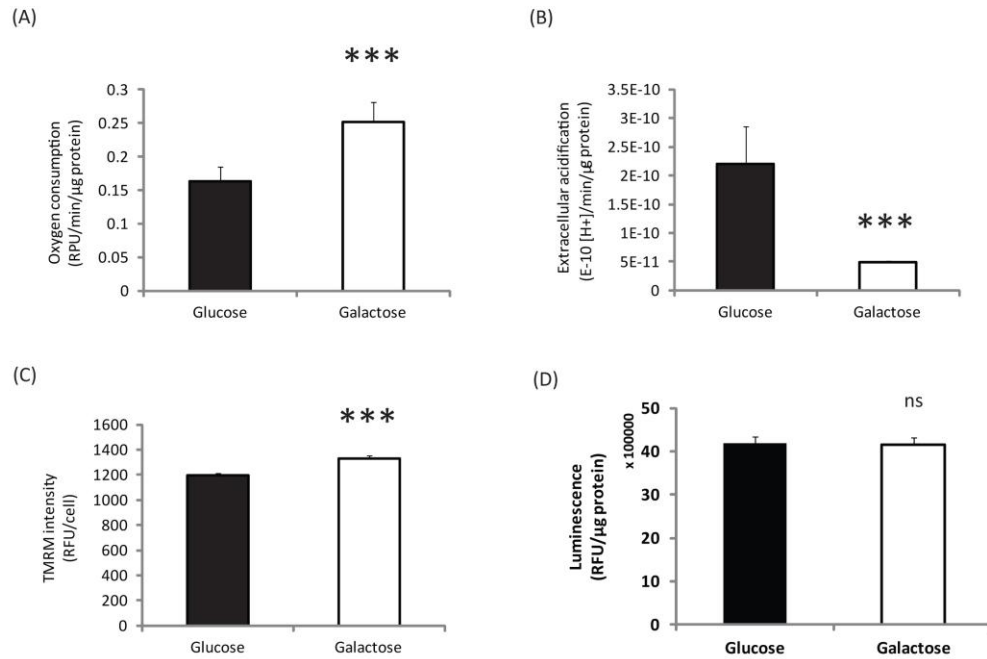 (A)
***
Oxygen consumption
(RPU/min/µg protein)
0.3
0.25
0.2
0.15
0.1
0.05
0
Glucose Galactose
(B)
Extracellular acidification
(E-10 [H+]/min/µg protein)
3.5E-10
3E-10
2.5E-10
2E-10
1.5E-10
1E-10
5E-11
0
***
Glucose Galactose
(C)
***
TMRM intensity
(RFU/cell)
1600
1400
1200
1000
800
600
400
200
0
Glucose Galactose
(D)
ns
Luminescence
(RFU/µg protein)
x 100000
50
40
30
20
10
0
Glucose Galactose